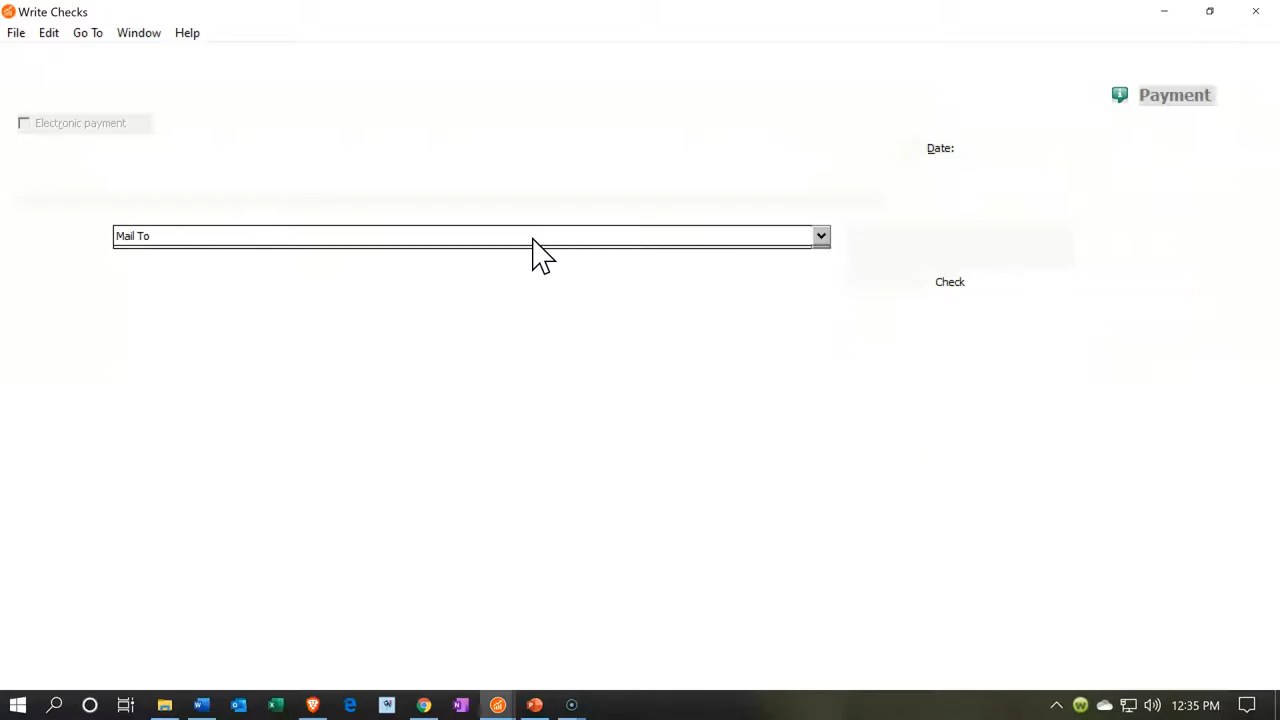 Write Checks
File Edit Go To Window Help
Payment
Electronic payment
Date:
Mail To
Check
12:35 PM